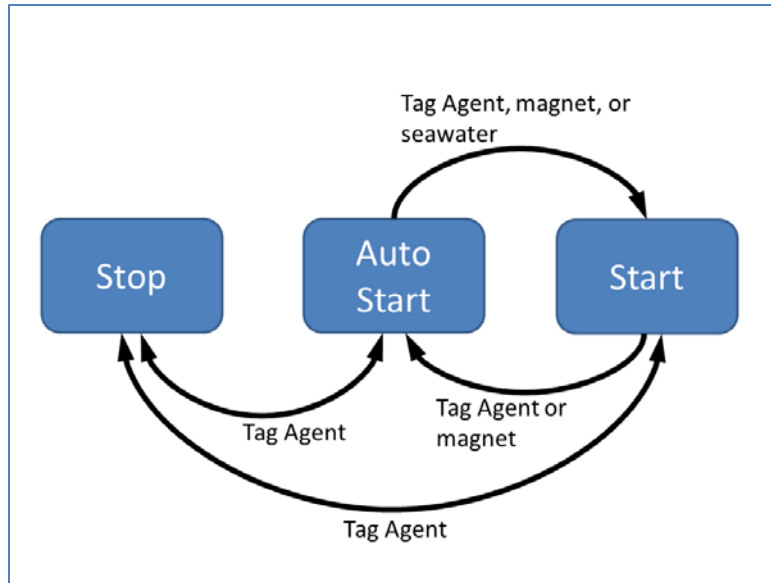 Tag Agent, magnet, or
seawater
Stop
Auto
Start
Start
Tag Agent
Tag Agent or
magnet
Tag Agent